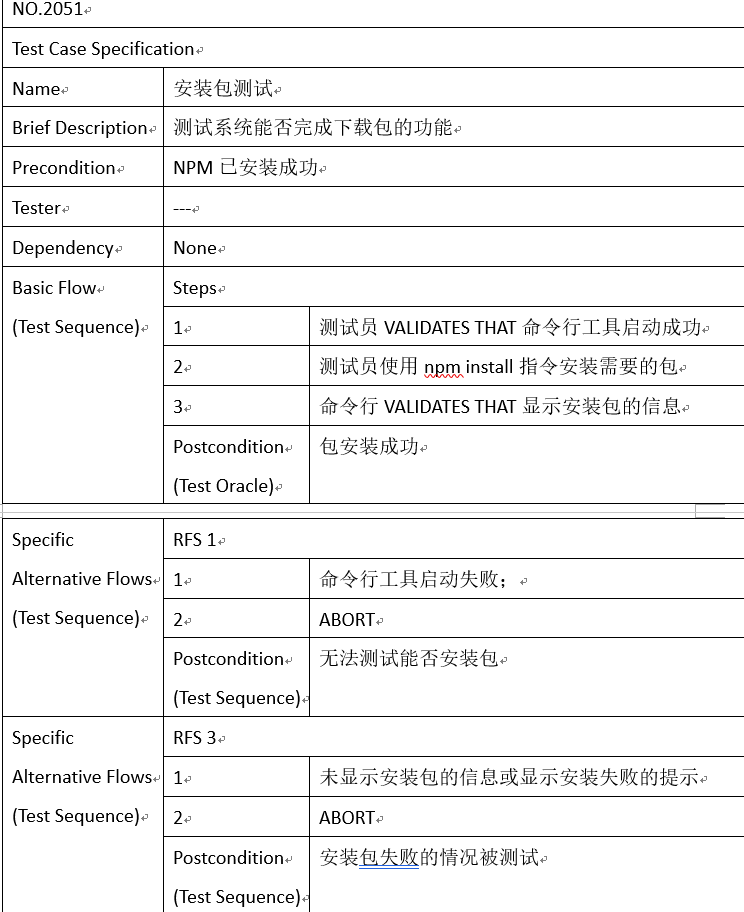 NO.2051
Test Case Specification
Name 安装包测试
Brief Description 测试系统能否完成下载包的功能
Precondition NPM 已安装成功
Tester ---
Dependency None
Basic Flow Steps
(Test Sequence) 1 测试员 VALIDATES THAT 命令行工具启动成功
2 测试员使用 npm install 指令安装需要的包
3 命令行 VALIDATES THAT 显示安装包的信息
Postcondition 包安装成功
(Test Oracle)
Specific RFS 1
Alternative Flows 1 命令行工具启动失败；
(Test Sequence) 2 ABORT
Postcondition 无法测试能否安装包
(Test Sequence)
Specific RFS 3
Alternative Flows 1 未显示安装包的信息或显示安装失败的提示
(Test Sequence) 2 ABORT
Postcondition 安装包失败的情况被测试
(Test Sequence)